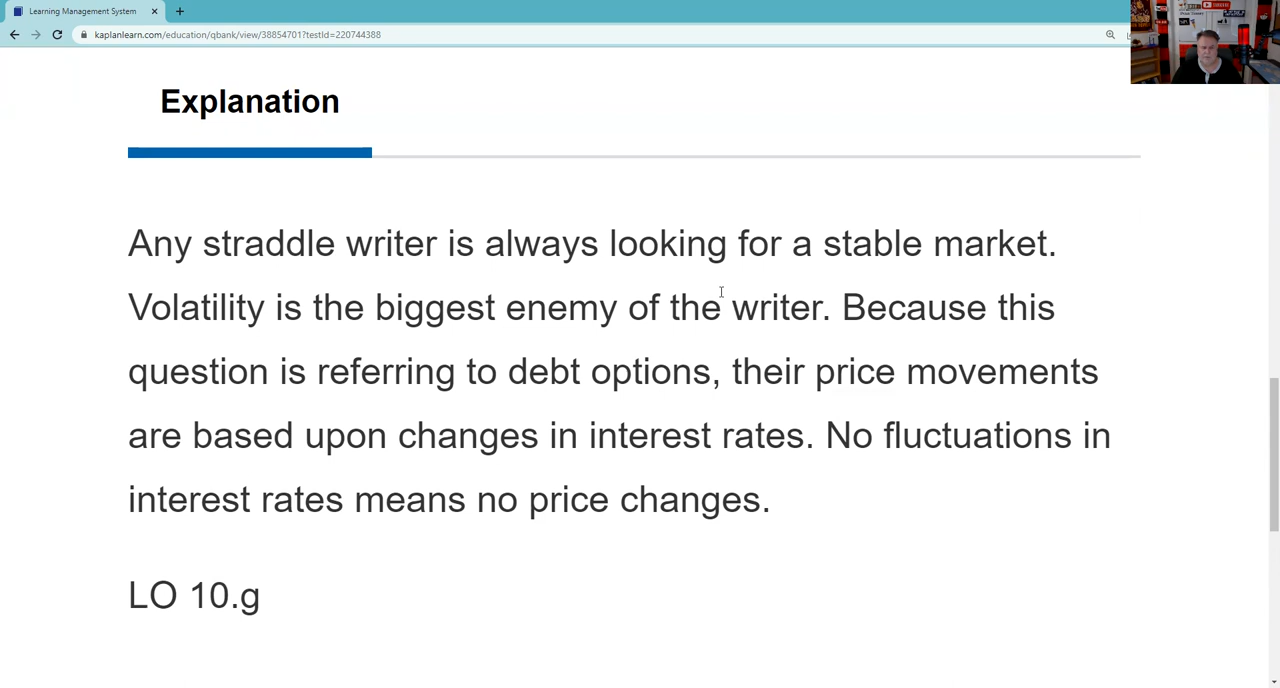 Learning Management System
kaplanlearn.com/education/qbank/view/38854701?testId=220744388
Explanation
Any straddle writer is always looking for a stable market.
Volatility is the biggest enemy of the writer. Because this
question is referring to debt options, their price movements
are based upon changes in interest rates. No fluctuations in
interest rates means no price changes.
LO 10.g